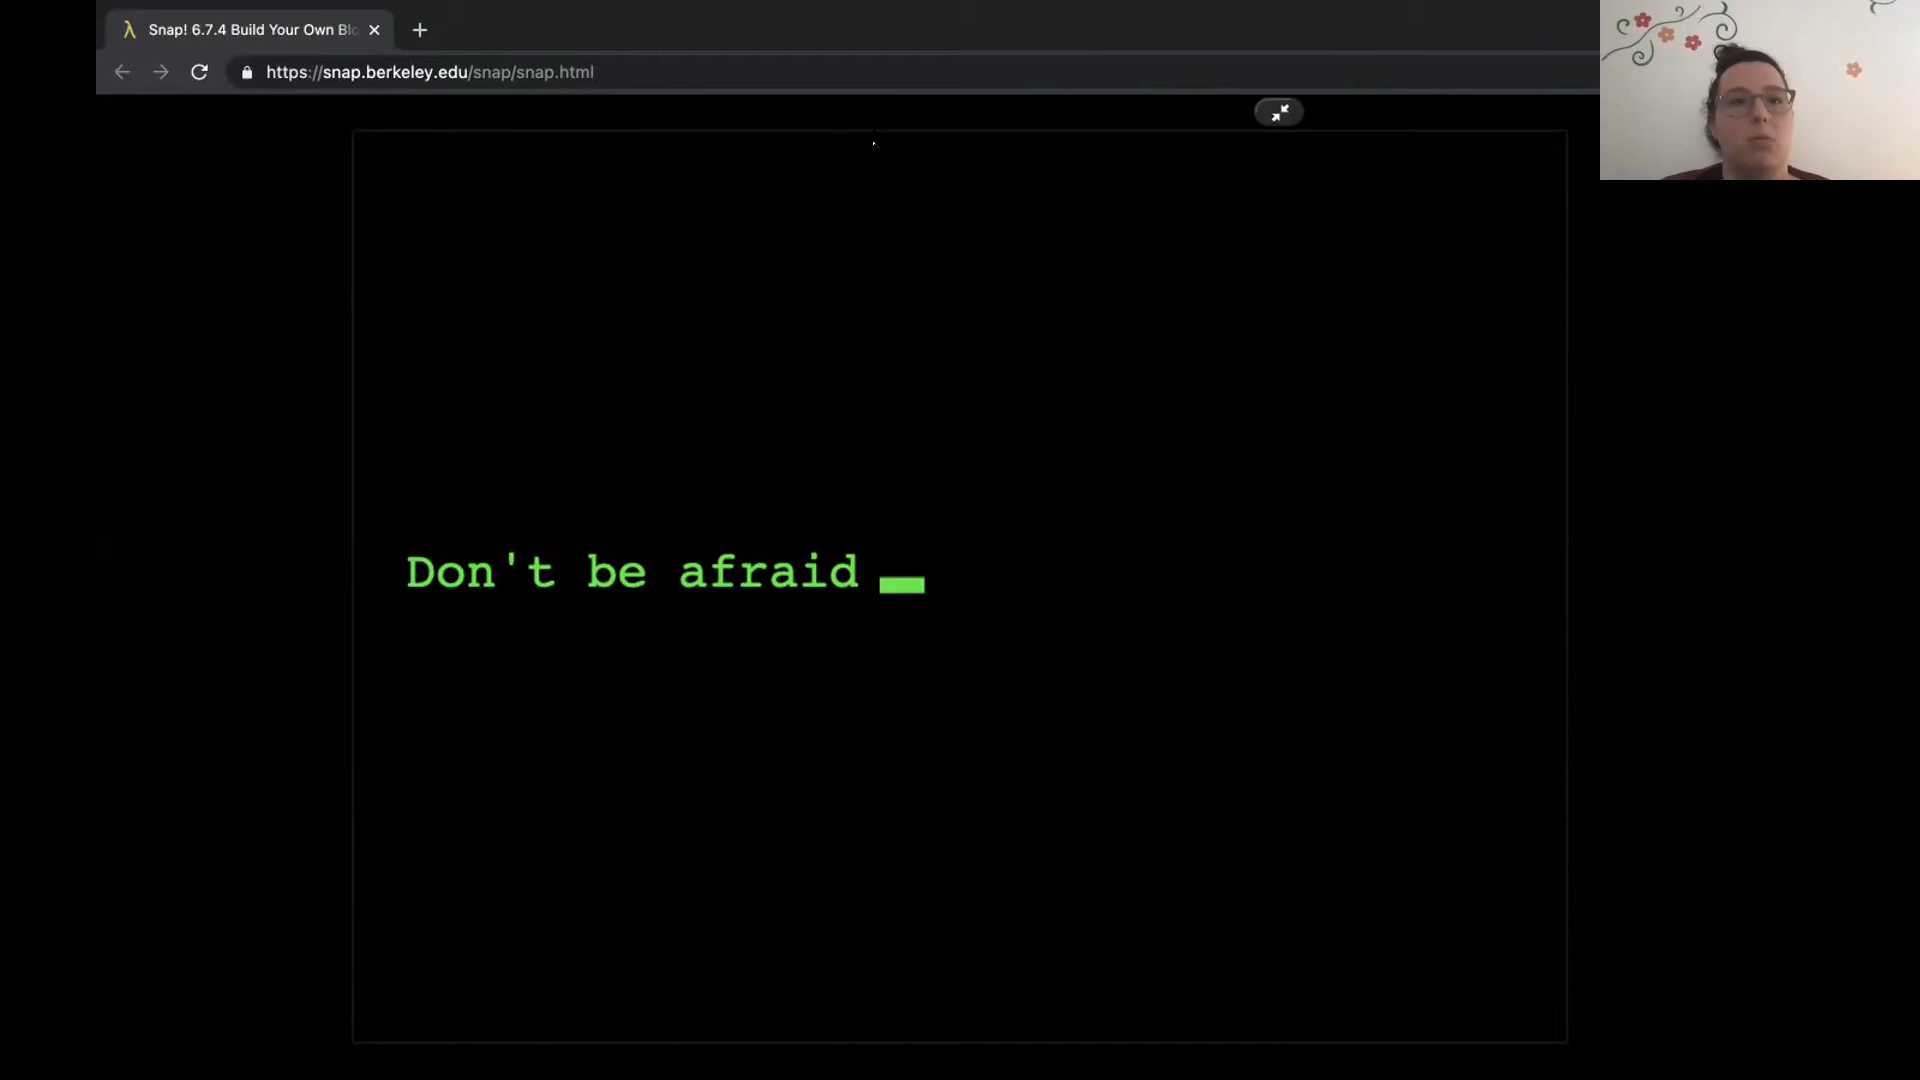 Snap! 6.7.4 Build Your Own Blo
https://snap.berkeley.edu/snap/snap.html
Don't be afraid